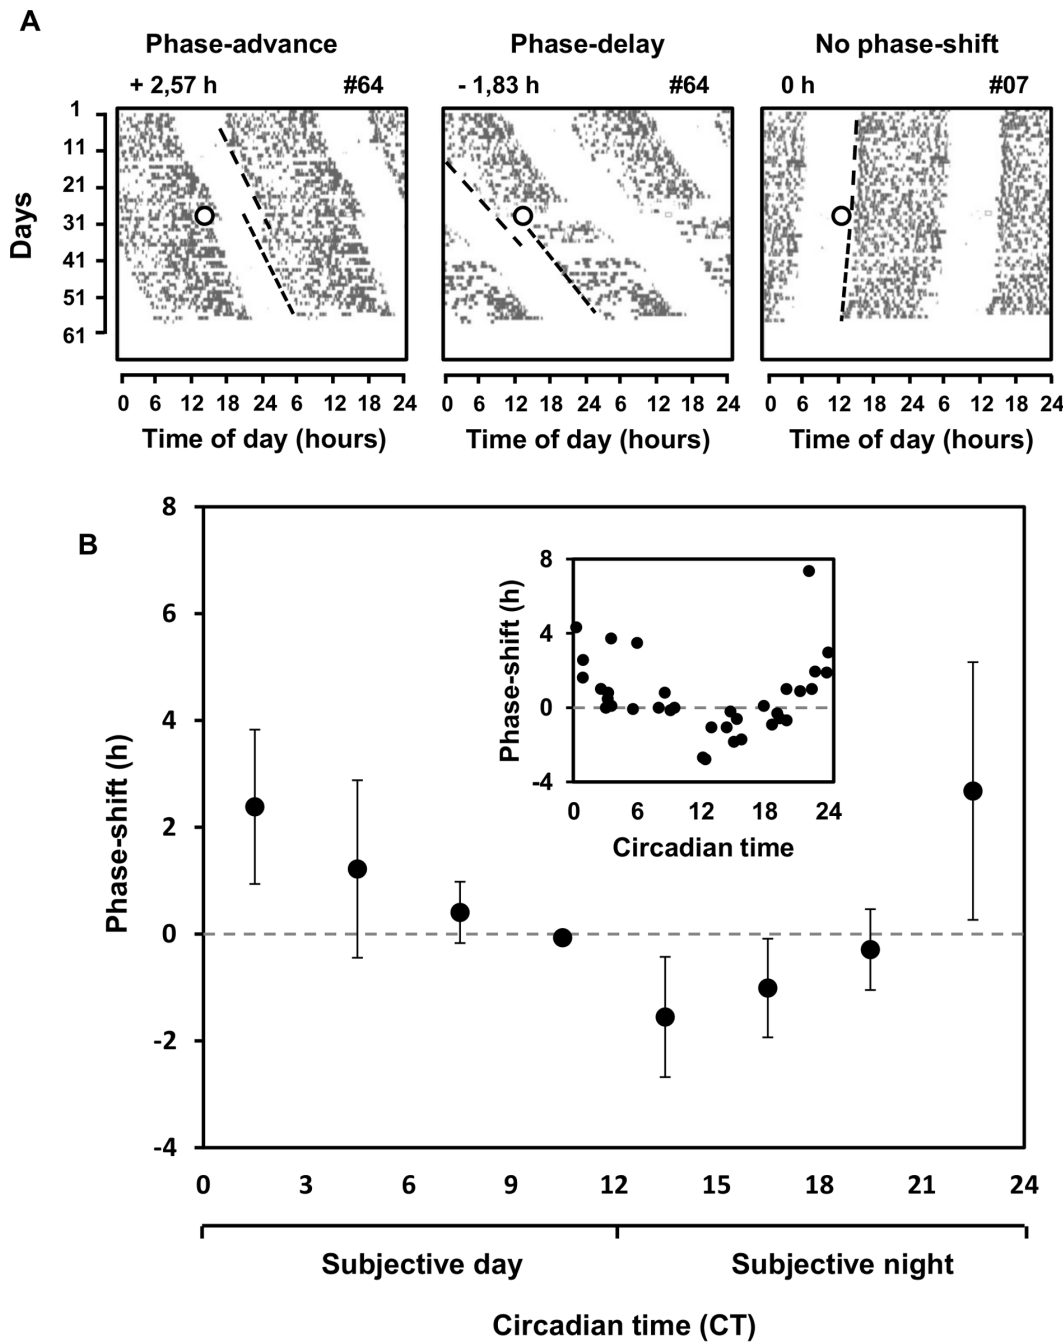 A
Phase-advance
Phase-delay
No phase-shift
+ 2,57 h
#64
- 1,83 h
#64
0 h
#07
Days
1
11
21
31
41
51
61
0 6 12 18 24 6 12 18 24
0 6 12 18 24 6 12 18 24
0 6 12 18 24 6 12 18 24
Time of day (hours)
Time of day (hours)
Time of day (hours)
B
Phase-shift (h)
8
6
4
2
0
-2
-4
Phase-shift (h)
8
4
0
-4
0 6 12 18 24
Circadian time
0 3 6 9 12 15 18 21 24
Subjective day
Subjective night
Circadian time (CT)